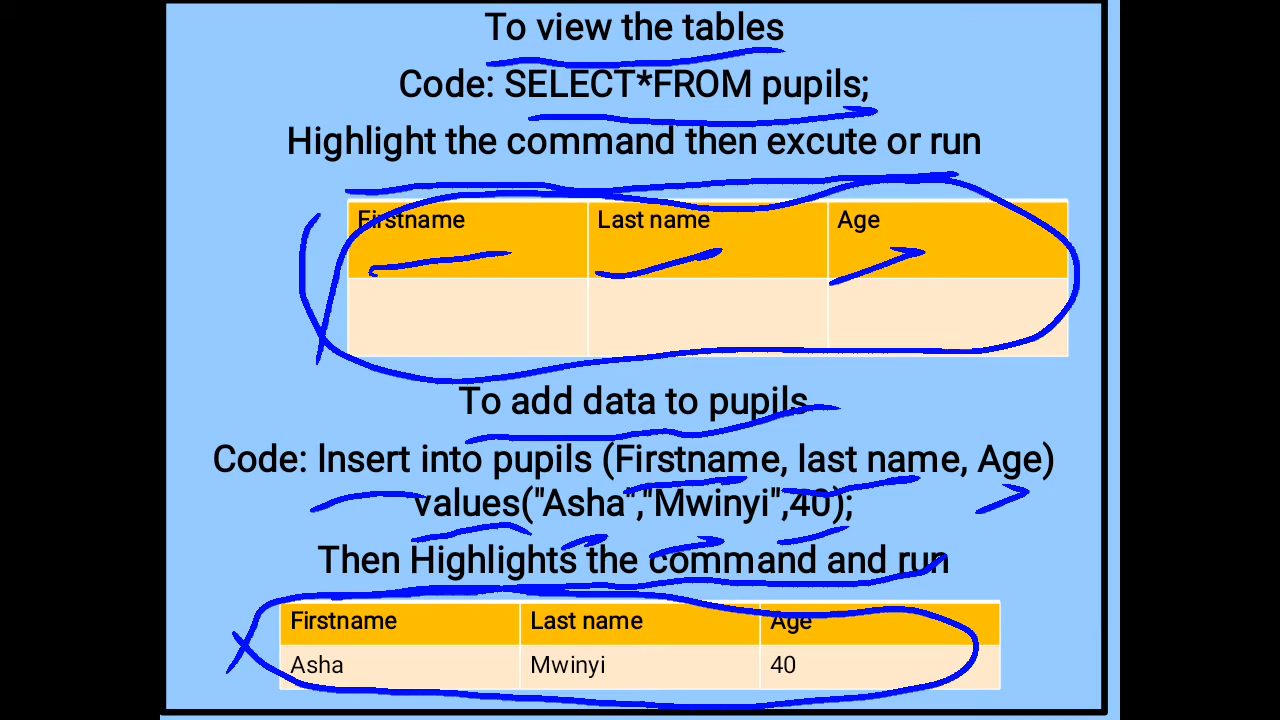 To view the tables
Code: SELECT*FROM pupils;
Highlight the command then excute or run
Firstname Last name Age
To add data to pupils
Code: Insert into pupils (Firstname, last name, Age)
values("Asha","Mwinyi",40);
Then Highlights the command and run
Firstname Last name Age
Asha Mwinyi 40